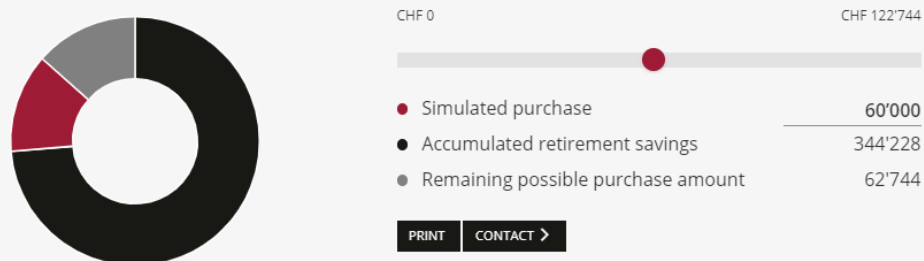 CHF 0 CHF 122'744
Simulated purchase 60’000
Accumulated retirement savings 344'228
Remaining possible purchase amount 62'744
PRINT CONTACT